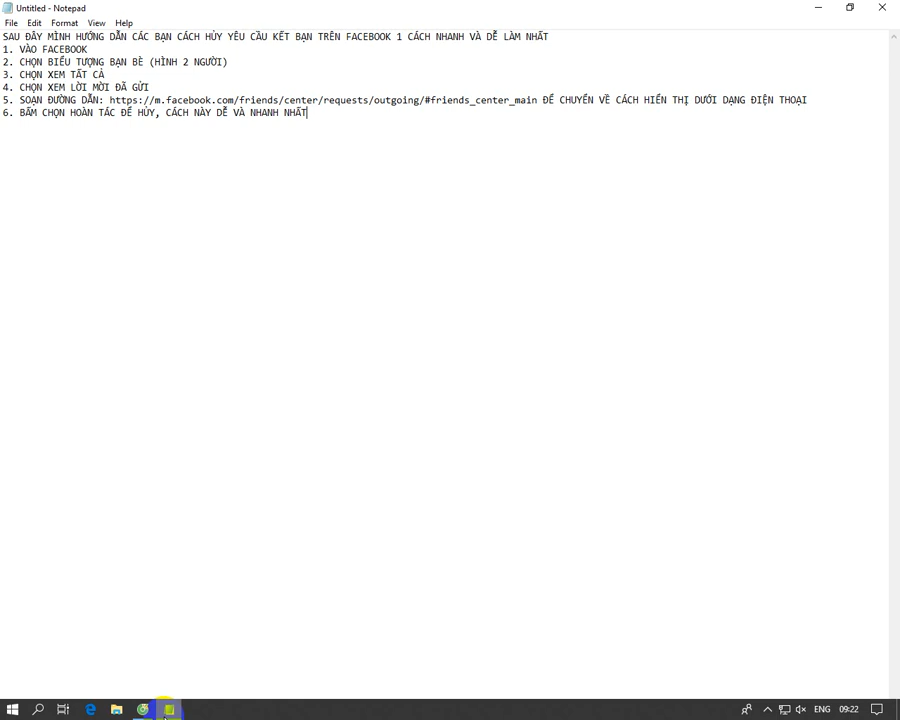 Untitled - Notepad
File Edit Format View Help
SAU ĐÂY MÌNH HƯỚNG DẪN CÁC BẠN CÁCH HỦY YÊU CẦU KẾT BẠN TRÊN FACEBOOK 1 CÁCH NHANH VÀ DỄ LÀM NHẤT
1. VÀO FACEBOOK
2. CHỌN BIỂU TƯỢNG BẠN BÈ (HÌNH 2 NGƯỜI)
3. CHỌN XEM TẤT CẢ
4. CHỌN XEM LỜI MỜI ĐÃ GỬI
5. SOẠN ĐƯỜNG DẪN: https://m.facebook.com/friends/center/requests/outgoing/#friends_center_main ĐỂ CHUYỂN VỀ CÁCH HIỂN THỊ DƯỚI DẠNG ĐIỆN THOẠI
6. BẤM CHỌN HOÀN TÁC ĐỂ HỦY, CÁCH NÀY DỄ VÀ NHANH NHẤT
ENG 09:22